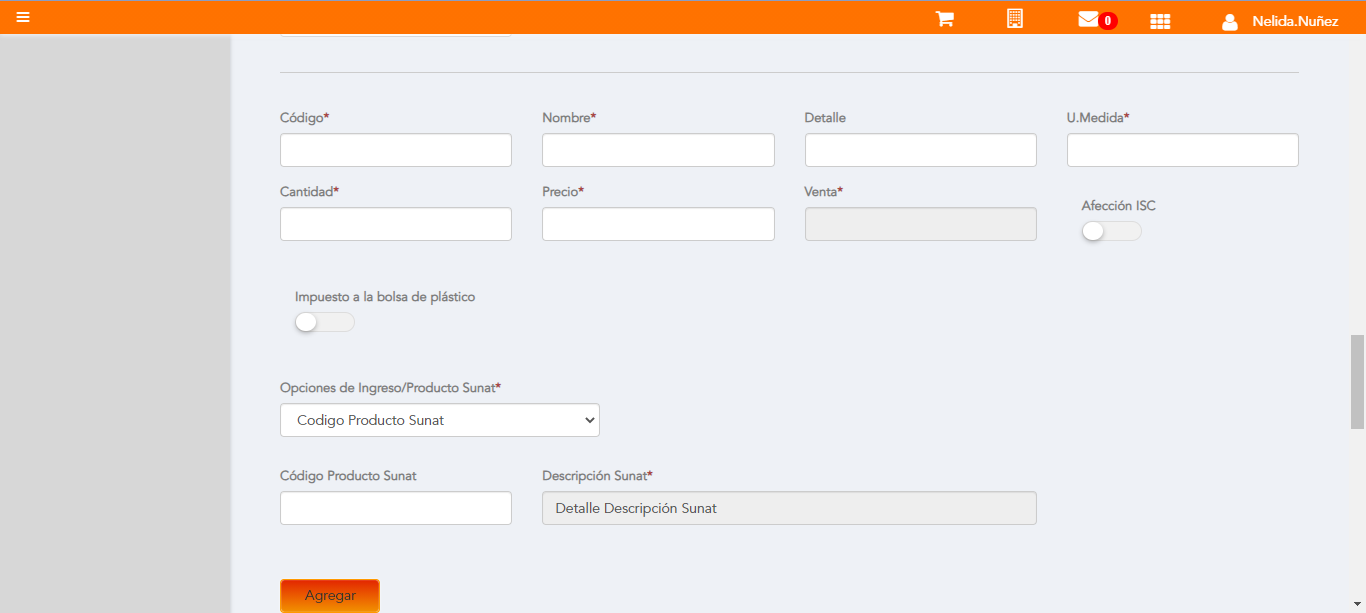 0 Nelida.Nuñez
Código* Nombre* Detalle U.Medida*
Cantidad* Precio* Venta*
Afección ISC
Impuesto a la bolsa de plástico
Opciones de Ingreso/Producto Sunat*
Codigo Producto Sunat
Código Producto Sunat Descripción Sunat*
Detalle Descripción Sunat
Agregar